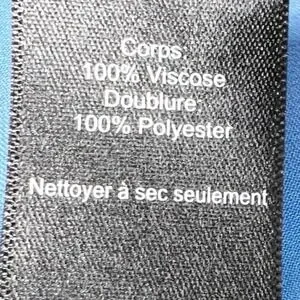 Corps:
100% Viscose
Doublure:
100% Polyester
Nettoyer à sec seulement